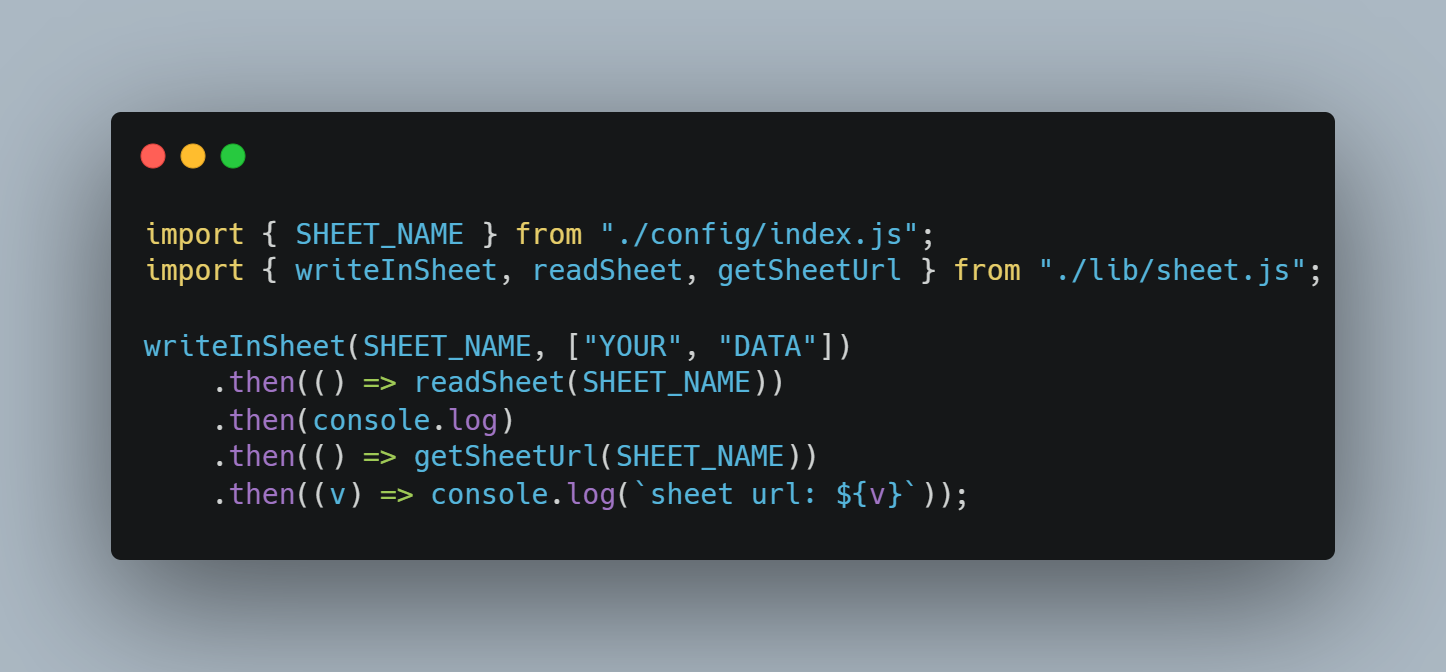 import { SHEET_NAME } from "./config/index.js";
import { writeInSheet, readSheet, getSheetUrl } from "./lib/sheet.js";

writeInSheet(SHEET_NAME, ["YOUR", "DATA"])
    .then(() => readSheet(SHEET_NAME))
    .then(console.log)
    .then(() => getSheetUrl(SHEET_NAME))
    .then((v) => console.log(`sheet url: ${v}`));